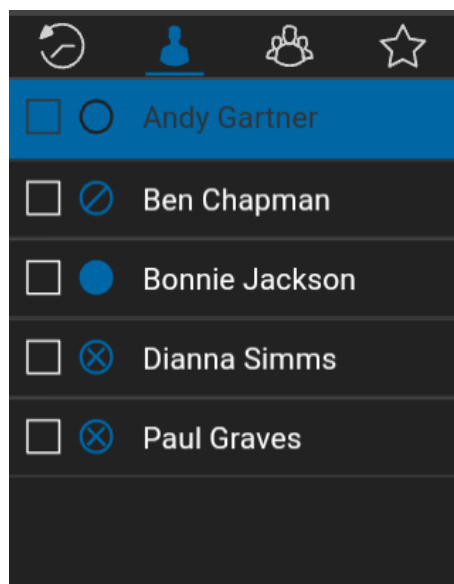 Andy Gartner
Ben Chapman
Bonnie Jackson
Dianna Simms
Paul Graves